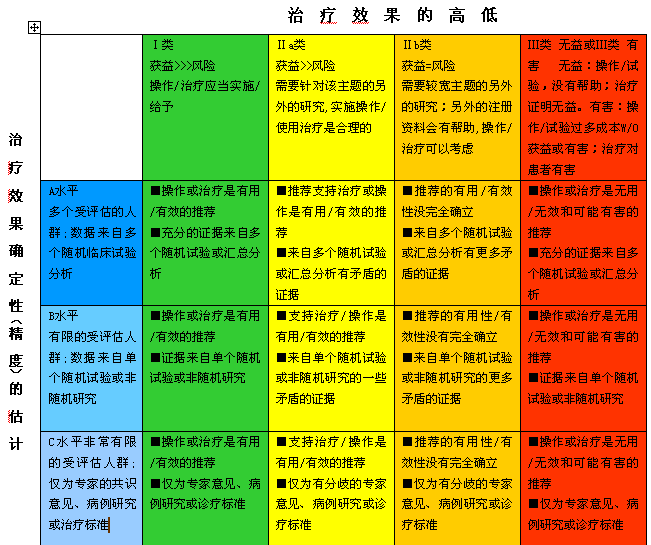 治疗效果的高低
治疗效果确定性(精度)的估计
Ⅰ类
获益>>>风险
操作/治疗应当实施/
给予
Ⅱa类
获益>>风险
需要针对该主题的另
外的研究,实施操作/
使用治疗是合理的
Ⅱb类
获益=风险
需要较宽主题的另外
的研究；另外的注册
资料会有帮助,操作/
治疗可以考虑
Ⅲ类 无益或Ⅲ类 有
害 无益：操作/试
验，没有帮助；治疗
证明无益。有害：操
作/试验过多成本W/O
获益或有害；治疗对
患者有害
A水平
多个受评估的人
群;数据来自多
个随机临床试验
分析
■操作或治疗是有用
/有效的推荐
■充分的证据来自多
个随机试验或汇总分
析
■推荐支持治疗或操
作是有用/有效的推
荐
■来自多个随机试验
或汇总分析有矛盾的
证据
■推荐的有用/有效
性没完全确立
■来自多个随机试验
或汇总分析有更多矛
盾的证据
■操作或治疗是无用
/无效和可能有害的
推荐
■充分的证据来自多
个随机试验或汇总分
析
B水平
有限的受评估人
群;数据来自单
个随机试验或非
随机研究
■操作或治疗是有用
/有效的推荐
■证据来自单个随机
试验或非随机研究
■支持治疗/操作是
有用/有效的推荐
■来自单个随机试验
或非随机研究的一些
矛盾的证据
■推荐的有用性/有
效性没有完全确立
■来自单个随机试验
或非随机研究的更多
矛盾的证据
■操作或治疗是无用
/无效和可能有害的
推荐
■证据来自单个随机
试验或非随机研究
C水平非常有限
的受评估人群;
仅为专家的共识
意见、病例研究
或治疗标准
■操作或治疗是有用
/有效的推荐
■仅为专家意见、病
例研究或诊疗标准
■支持治疗/操作是
有用/有效的推荐
■仅为有分歧的专家
意见、病例研究或诊
疗标准
■推荐的有用性/有
效性没有完全确立
■仅为有分歧的专家
意见、病例研究或诊
疗标准
■操作或治疗是无用
/无效和可能有害的
推荐
■仅为专家意见、病
例研究或诊疗标准